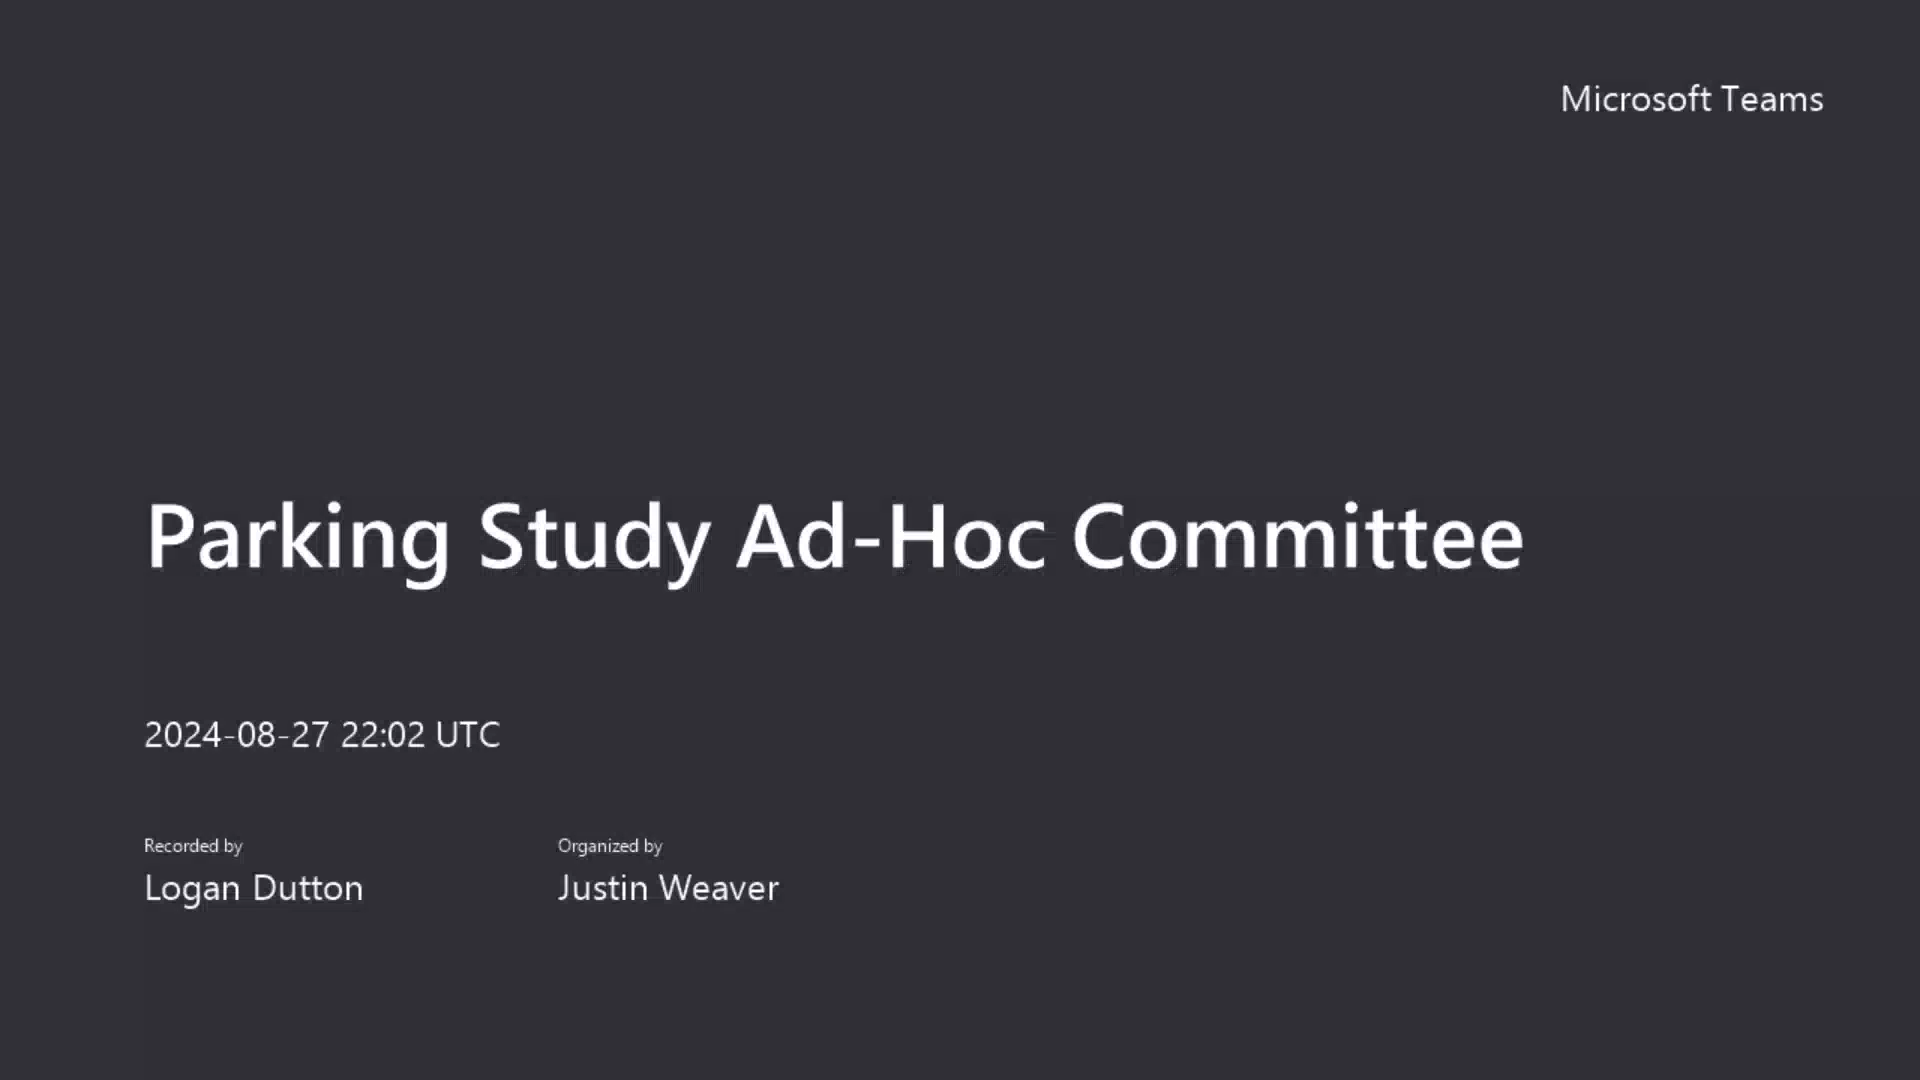 Microsoft Teams
Parking Study Ad-Hoc Committee
2024-08-27 22:02 UTC
Recorded by
Organized by
Logan Dutton
Justin Weaver